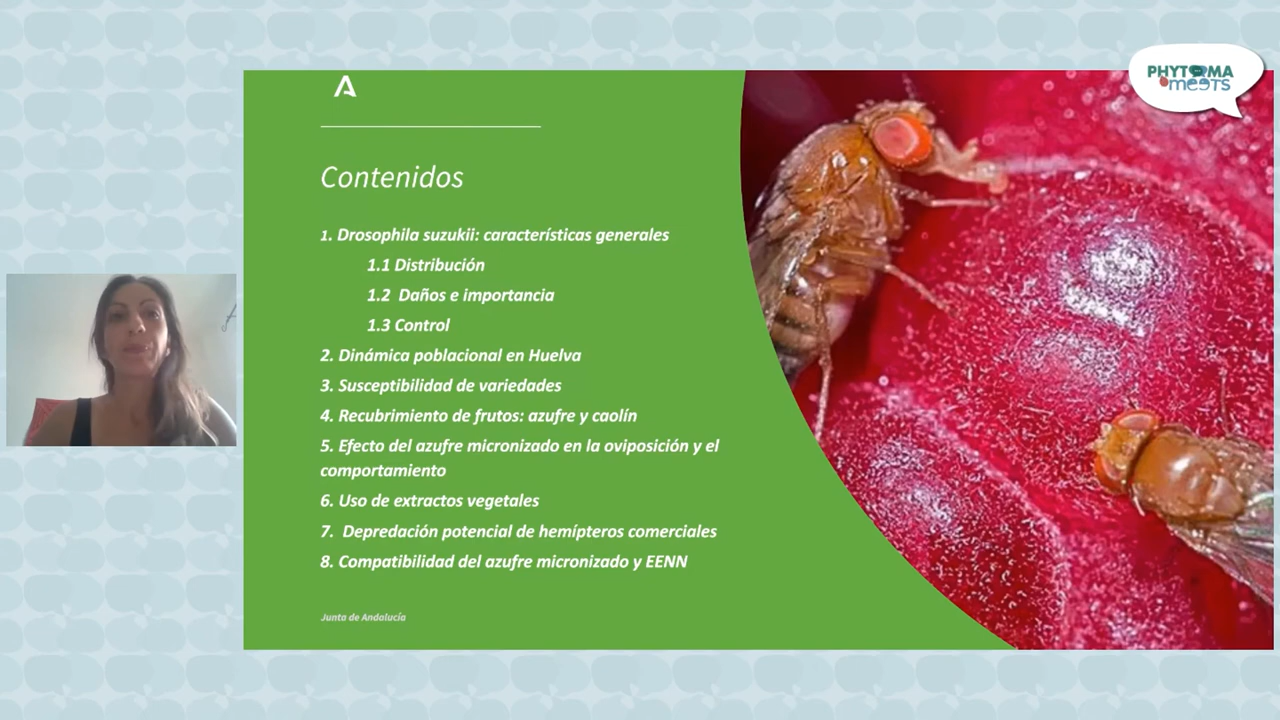 PHYTOMA
meets
Contenidos
1. Drosophila suzukii: características generales
1.1 Distribución
1.2 Daños e importancia
1.3 Control
2. Dinámica poblacional en Huelva
3. Susceptibilidad de variedades
4. Recubrimiento de frutos: azufre y caolín
5. Efecto del azufre micronizado en la oviposición y el
comportamiento
6. Uso de extractos vegetales
7. Depredación potencial de hemípteros comerciales
8. Compatibilidad del azufre micronizado y EENN
Junta de Andalucía